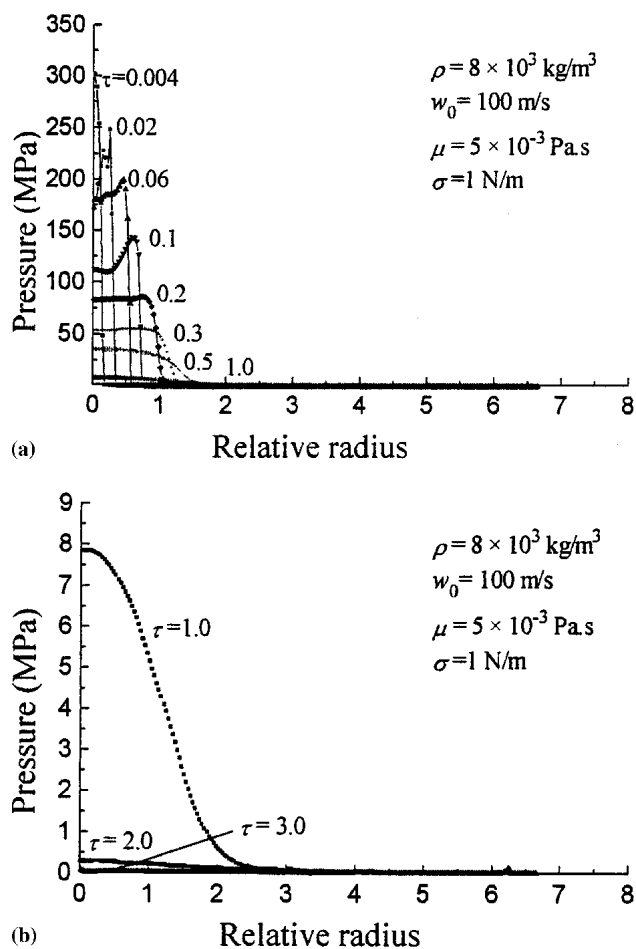 350
300
250
200
150
100
50
Pressure (MPa)
τ=0.004
0.02
0.06
0.1
0.2
0.3
0.5
1.0
ρ = 8 × 10³ kg/m³
w₀ = 100 m/s
μ = 5 × 10⁻³ Pa.s
σ =1 N/m
0 1 2 3 4 5 6 7 8
(a)
Relative radius
9
8
7
6
5
4
3
2
1
0
Pressure (MPa)
τ=1.0
τ=2.0
τ= 3.0
ρ = 8 × 10³ kg/m³
w₀ = 100 m/s
μ = 5 × 10⁻³ Pa.s
σ=1 N/m
0 1 2 3 4 5 6 7 8
(b)
Relative radius